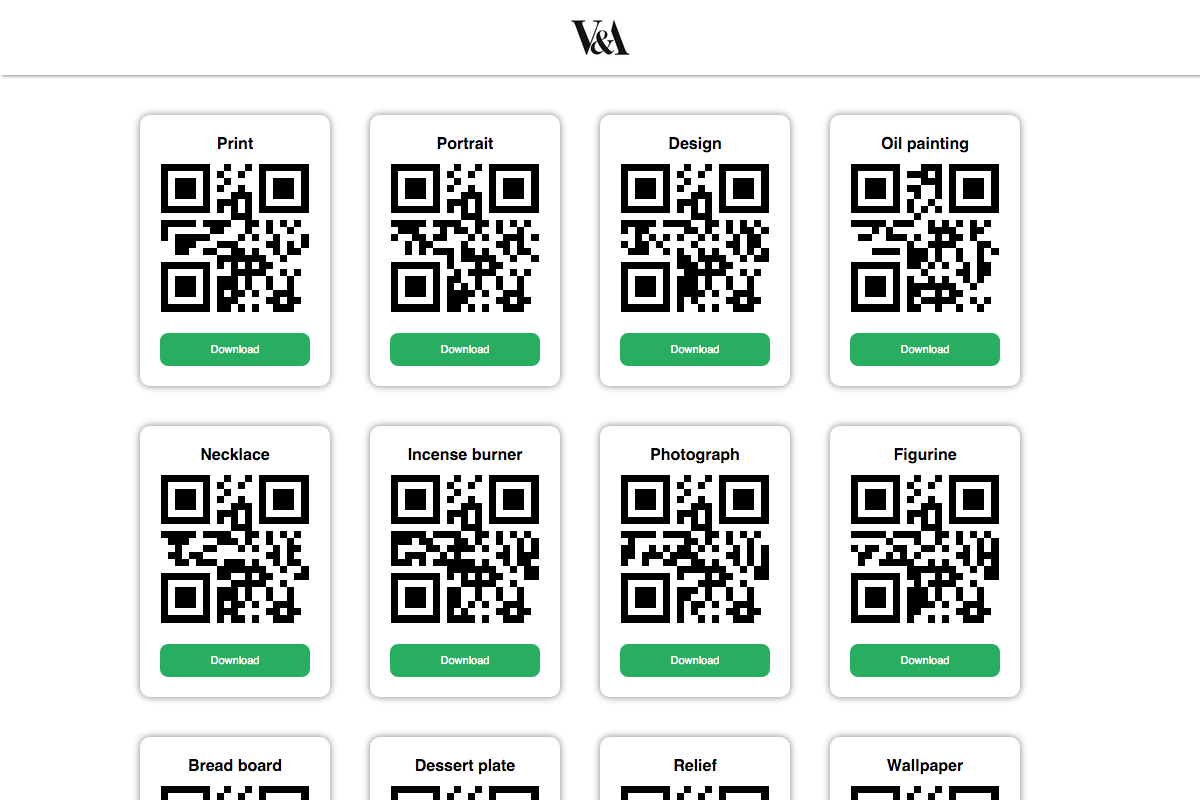 V&A
Print
Portrait
Design
Oil painting
Download
Download
Download
Download
Necklace
Incense burner
Photograph
Figurine
Download
Download
Download
Download
Bread board
Dessert plate
Relief
Wallpaper